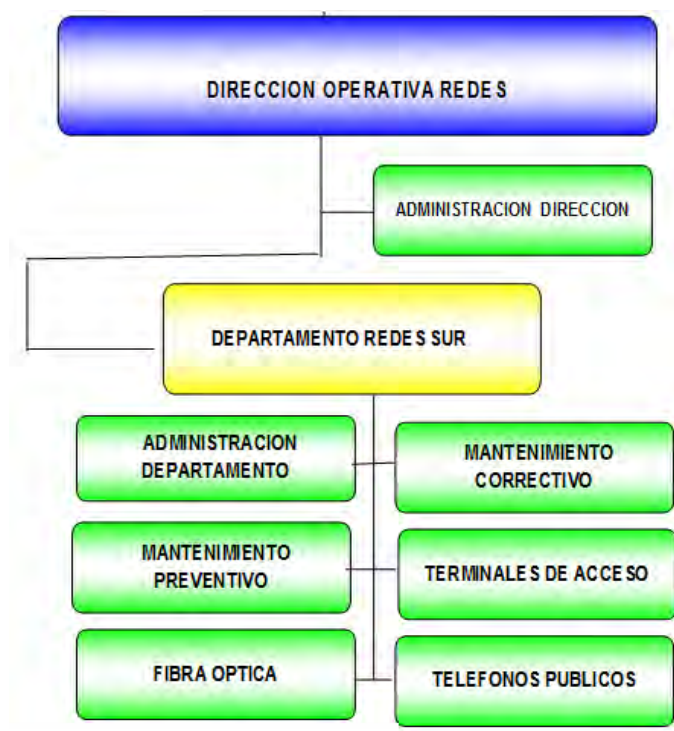 DIRECCION OPERATIVA REDES
ADMINISTRACION DIRECCION
DEPARTAMENTO REDES SUR
ADMINISTRACION
DEPARTAMENTO
MANTENIMIENTO
CORRECTIVO
MANTENIMIENTO
PREVENTIVO
TERMINALES DE ACCESO
FIBRA OPTICA
TELEFONOS PUBLICOS